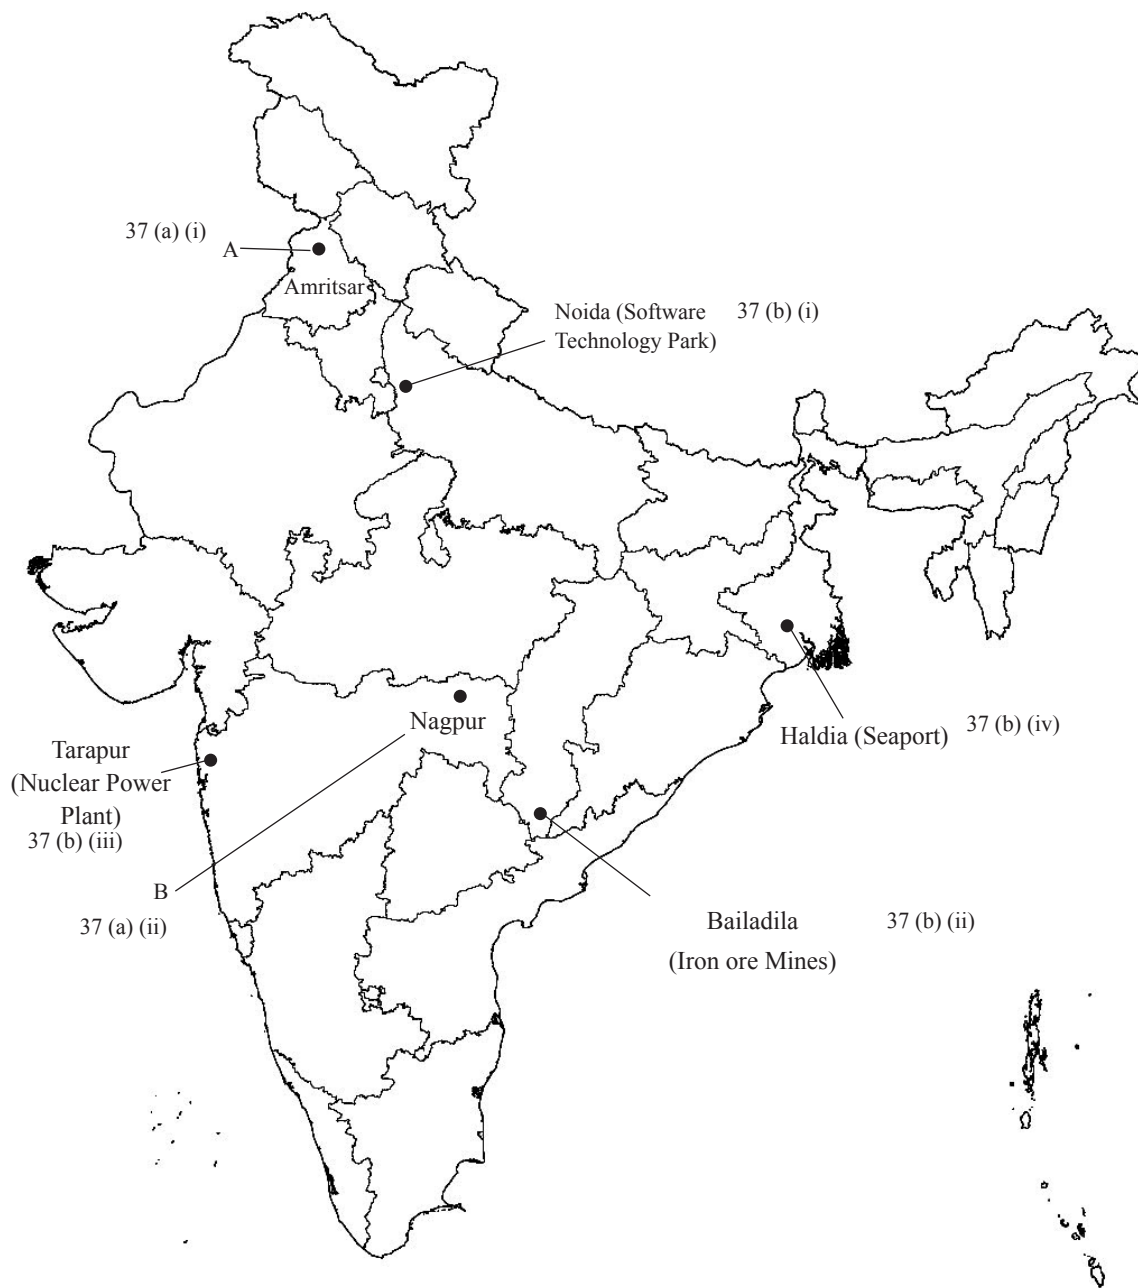 37 (a) (i)
A
Amritsar
Noida (Software
Technology Park)
37 (b) (i)
Nagpur
Tarapur
(Nuclear Power
Plant)
37 (b) (iii)
Haldia (Seaport)
37 (b) (iv)
B
37 (a) (ii)
Bailadila
(Iron ore Mines)
37 (b) (ii)